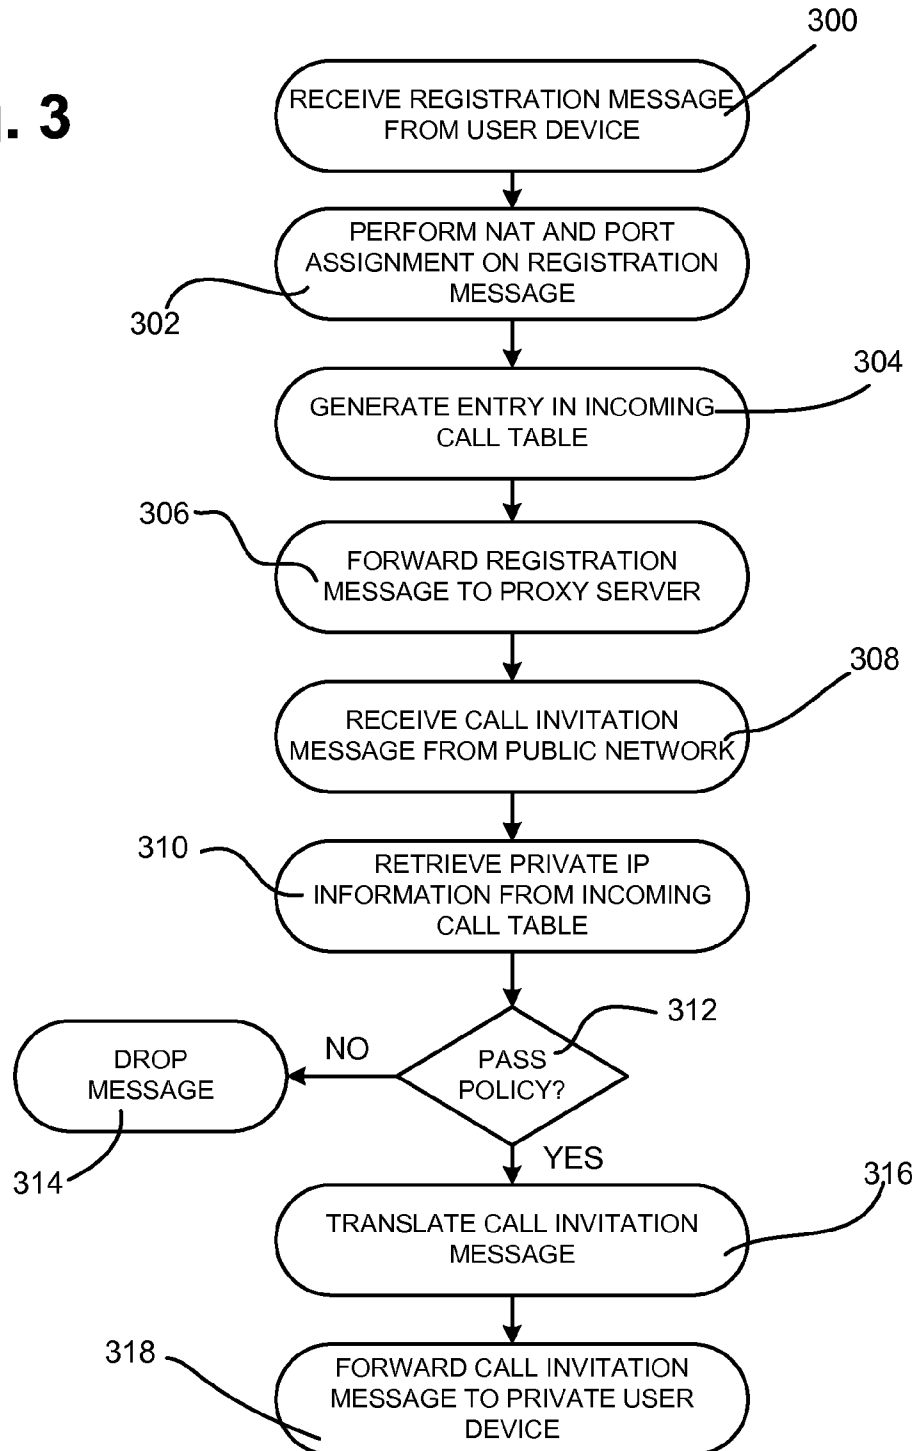 300
. 3
RECEIVE REGISTRATION MESSAGE
FROM USER DEVICE
PERFORM NAT AND PORT
ASSIGNMENT ON REGISTRATION
MESSAGE
302
304
GENERATE ENTRY IN INCOMING
CALL TABLE
306
FORWARD REGISTRATION
MESSAGE TO PROXY SERVER
308
RECEIVE CALL INVITATION
MESSAGE FROM PUBLIC NETWORK
310
RETRIEVE PRIVATE IP
INFORMATION FROM INCOMING
CALL TABLE
312
PASS
POLICY?
NO
DROP
MESSAGE
314
YES
316
TRANSLATE CALL INVITATION
MESSAGE
318
FORWARD CALL INVITATION
MESSAGE TO PRIVATE USER
DEVICE